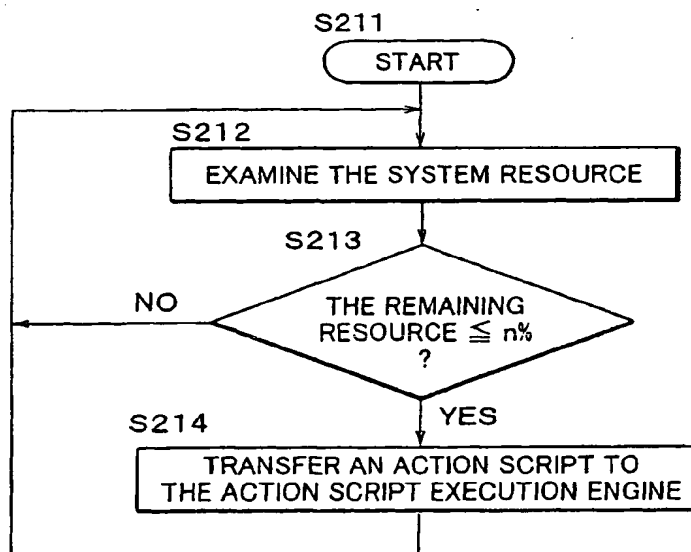 S211
START
S212
EXAMINE THE SYSTEM RESOURCE
S213
NO
THE REMAINING
RESOURCE ≦ n%
?
YES
S214
TRANSFER AN ACTION SCRIPT TO
THE ACTION SCRIPT EXECUTION ENGINE